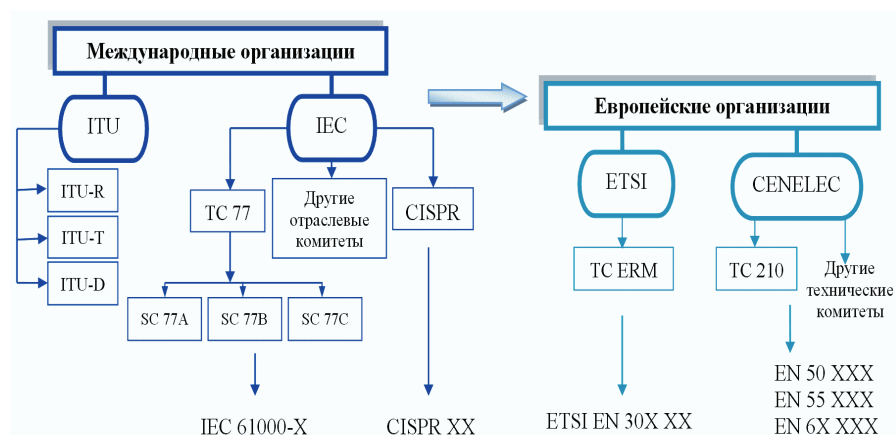 Международные организации
ITU
IEC
ITU-R
ITU-T
ITU-D
TC 77
Другие
отраслевые
комитеты
CISPR
SC 77A
SC 77B
SC 77C
IEC 61000-X
CISPR XX
Европейские организации
ETSI
CENELEC
TC ERM
TC 210
Другие
технические
комитеты
ETSI EN 30X XX
EN 50 XXX
EN 55 XXX
EN 6X XXX